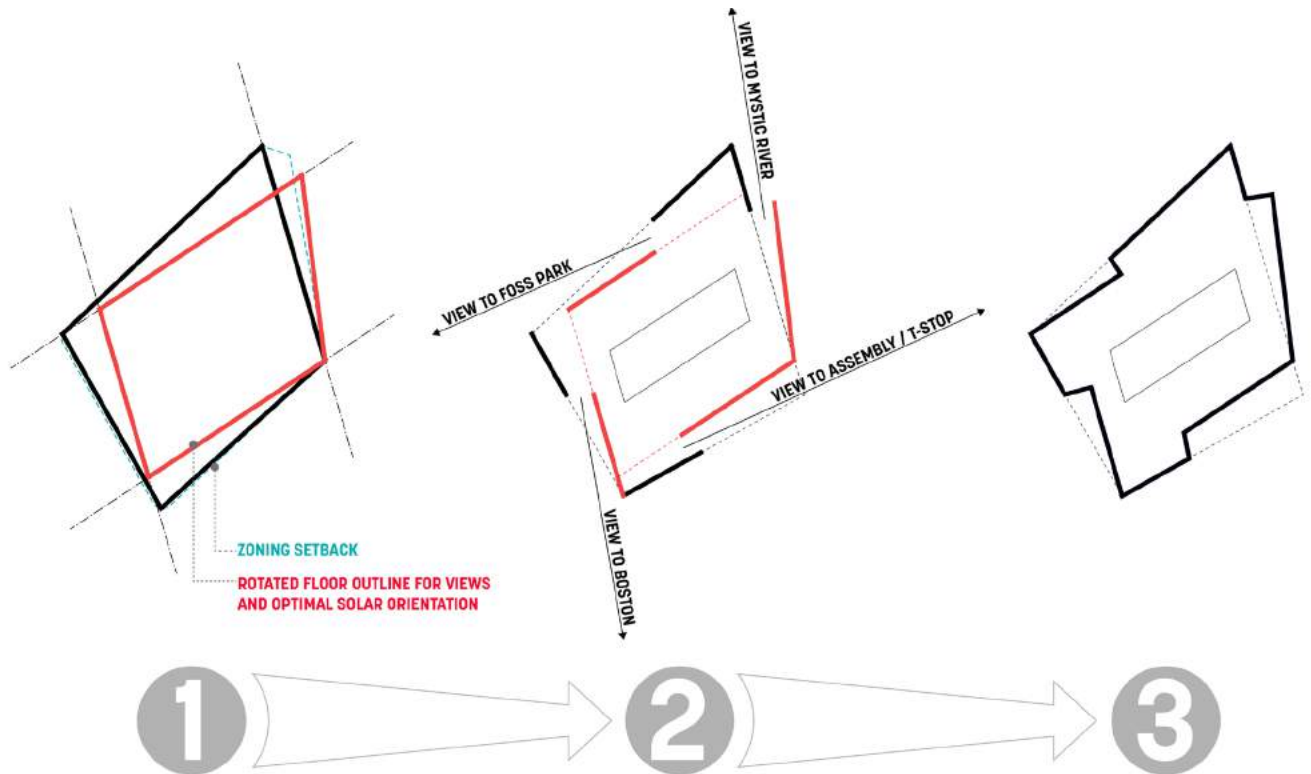 VIEW TO MYSTIC RIVER
VIEW TO FOSS PARK
VIEW TO ASSEMBLY / T-STOP
VIEW TO BOSTON
ZONING SETBACK
ROTATED FLOOR OUTLINE FOR VIEWS
AND OPTIMAL SOLAR ORIENTATION
1
2
3